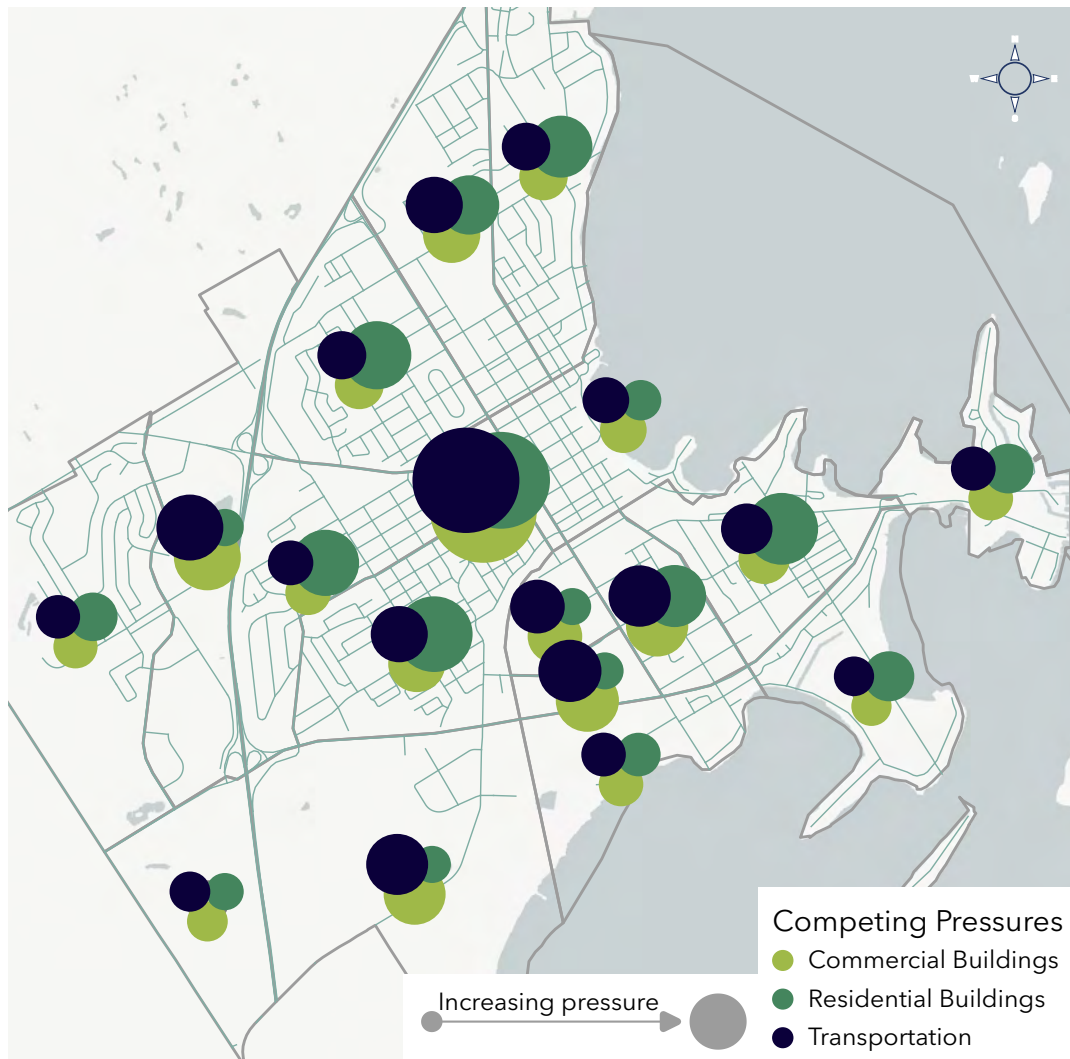 Competing Pressures
Commercial Buildings
Residential Buildings
Transportation
Increasing pressure